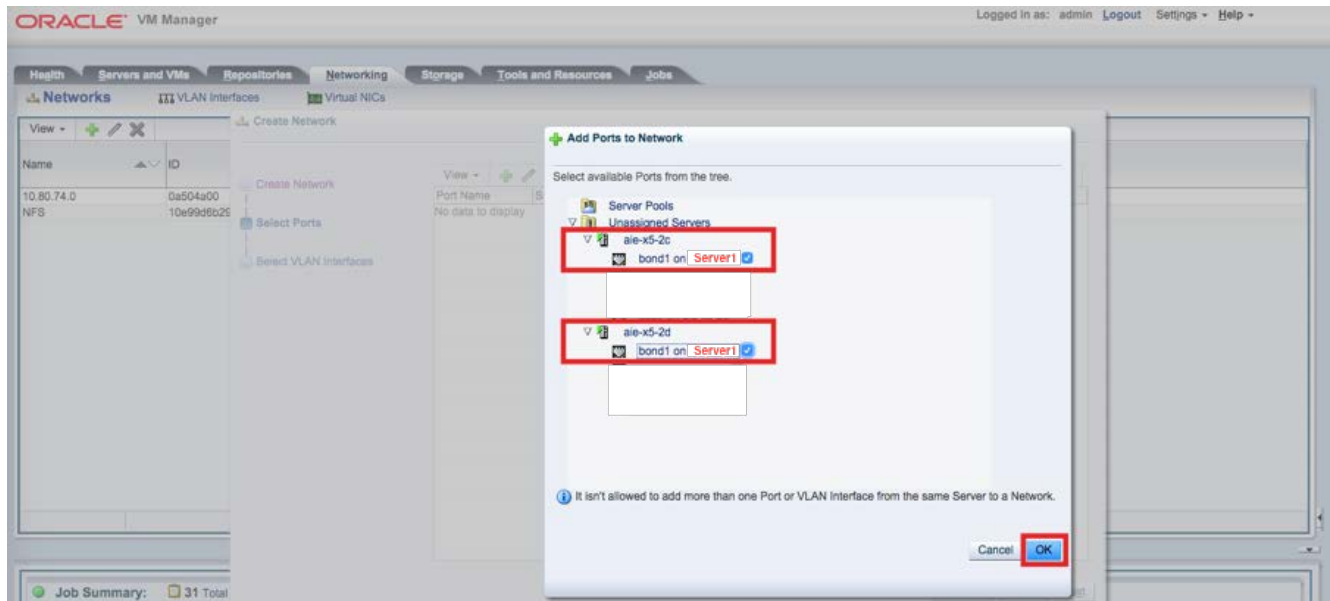 ORACLE VM Manager
Logged in as: admin Logout Settings Help
Health Servers and VMs Repositories Networking Storage Tools and Resources Jobs
Networks VLAN Interfaces Virtual NICs
View
Name ID
10.80.74.0 0a504a00
NFS 10e99d6b29
Create Network
Create Network
Select Ports
Select VLAN Interfaces
View
Port Name S
No data to display
Add Ports to Network
Select available Ports from the tree.
Server Pools
Unassigned Servers
aie-x5-2c
bond1 on Server1
aie-x5-2d
bond1 on Server1
It isn't allowed to add more than one Port or VLAN Interface from the same Server to a Network.
Cancel OK
Job Summary: 31 Total